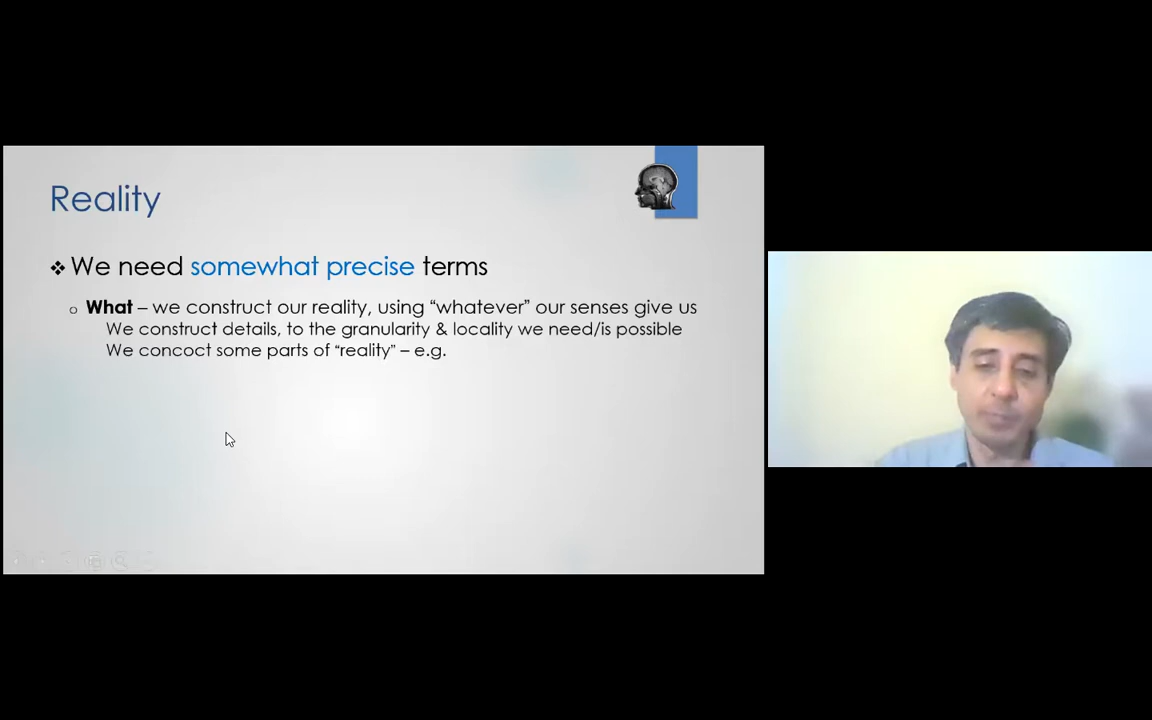 Reality
❖ We need somewhat precise terms
o What – we construct our reality, using “whatever” our senses give us
We construct details, to the granularity & locality we need/is possible
We concoct some parts of “reality” – e.g.